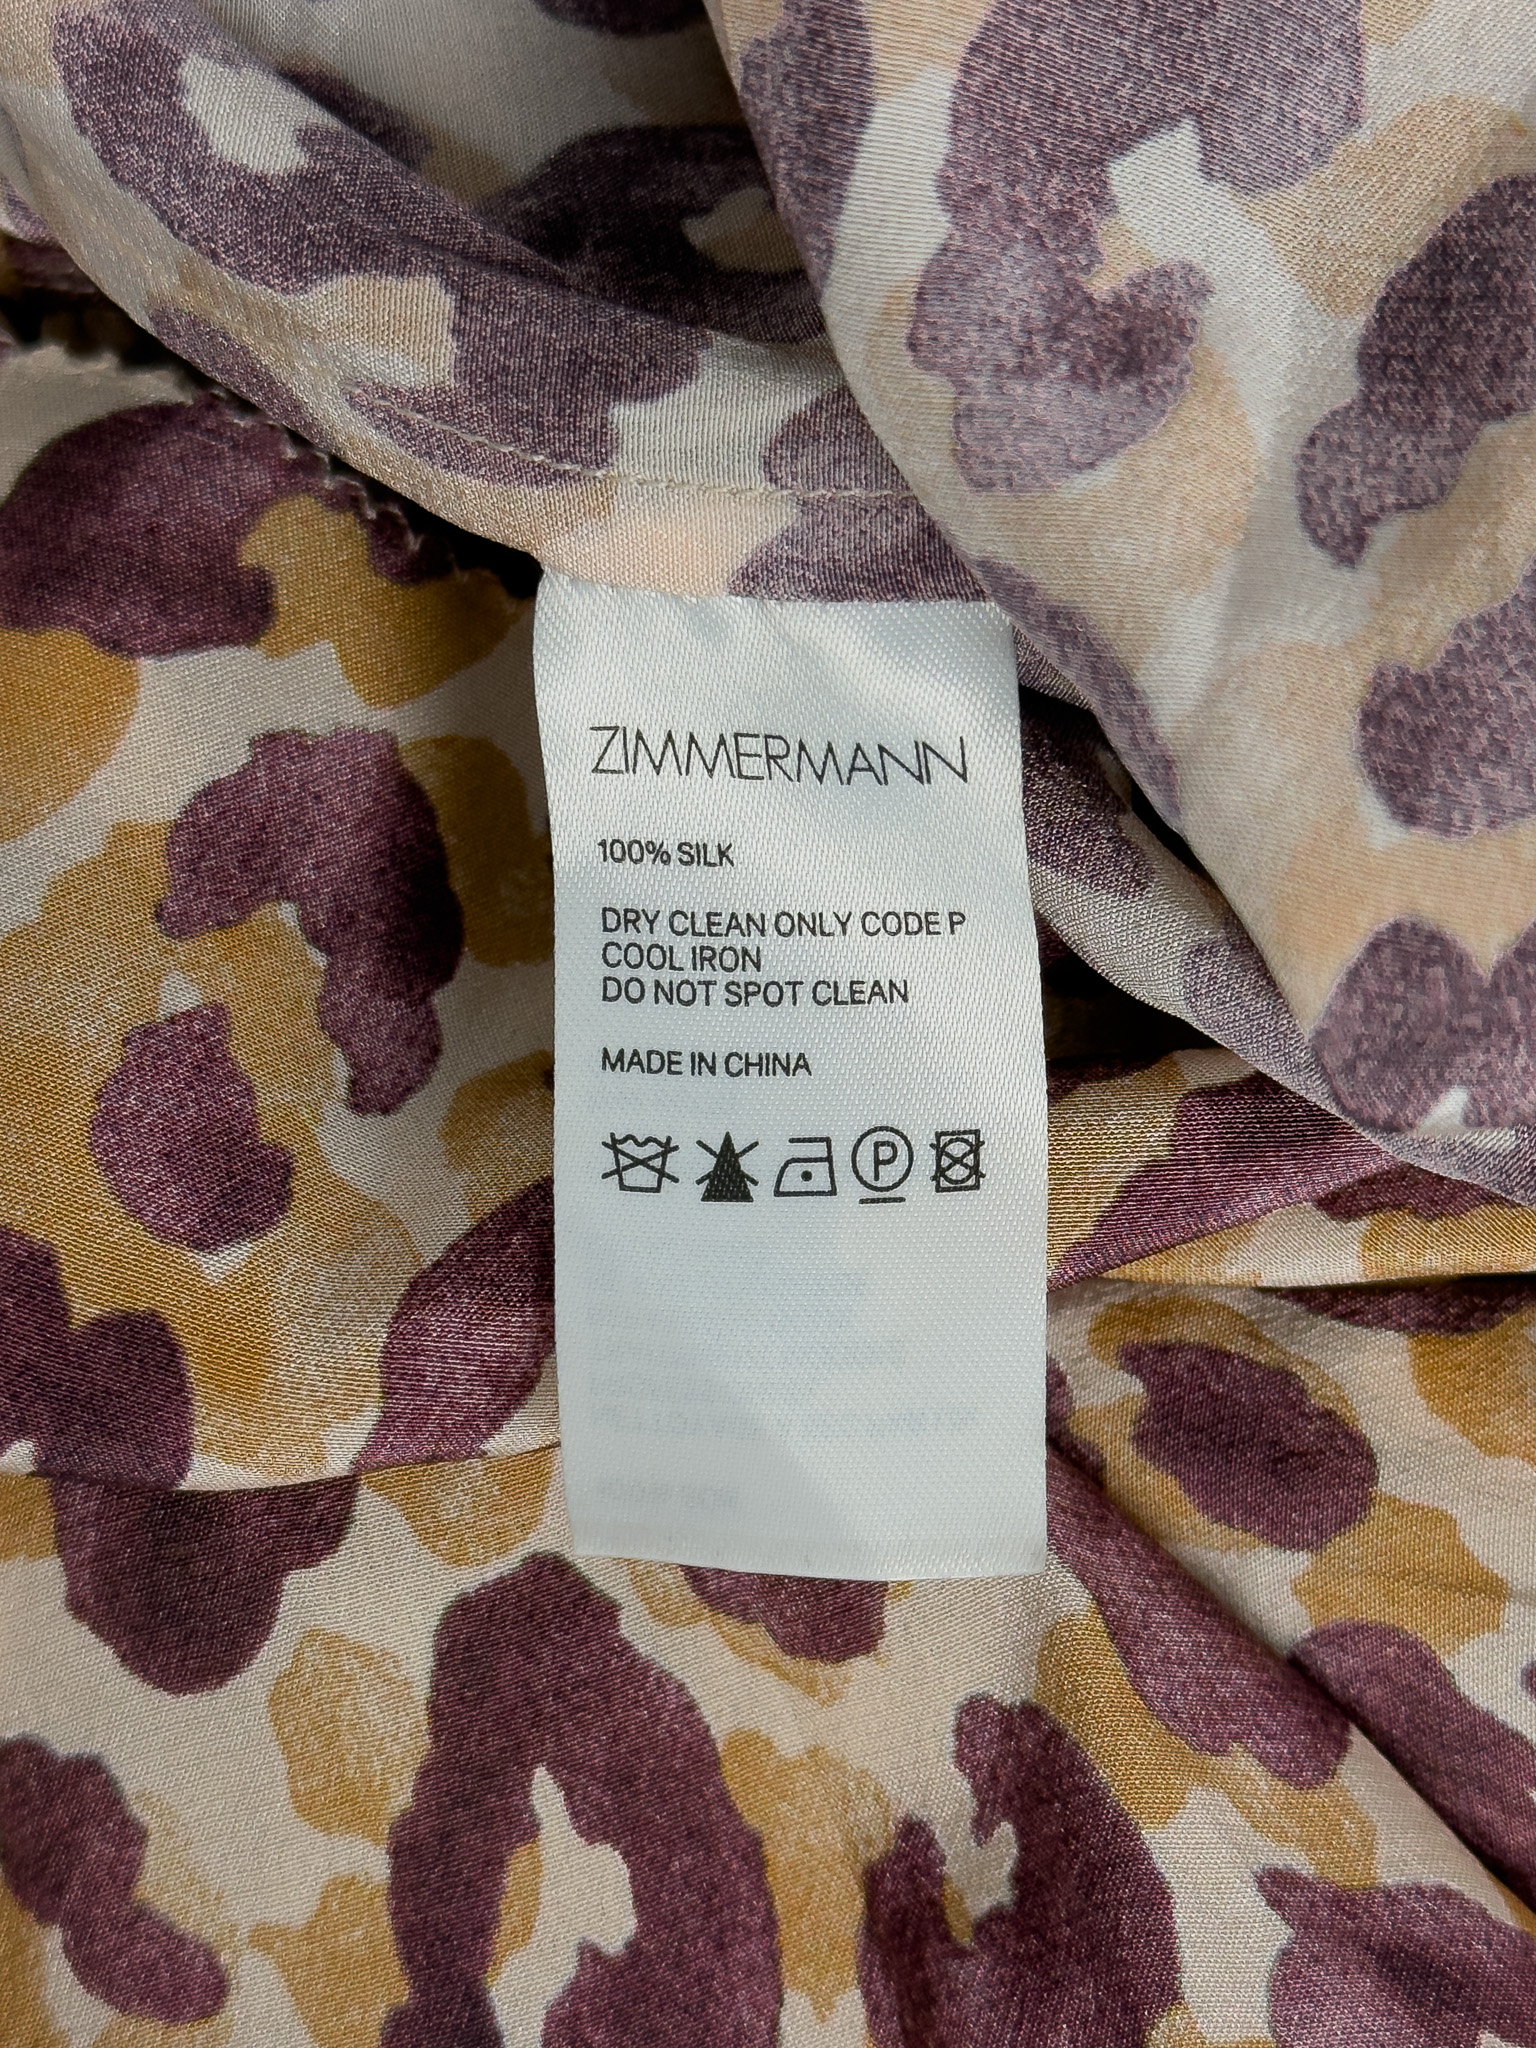 ZIMMERMANN
100% SILK
DRY CLEAN ONLY CODE P
COOL IRON
DO NOT SPOT CLEAN
MADE IN CHINA
P